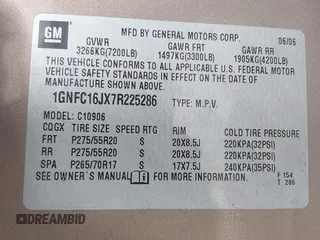 GM
MFD BY GENERAL MOTORS CORP. 06/06
GVWR GAWR FRT GAWR RR
3266KG(7200LB) 1497KG(3300LB) 1905KG(4200LB)
THIS VEHICLE CONFORMS TO ALL APPLICABLE U.S. FEDERAL
MOTOR VEHICLE SAFETY STANDARDS IN EFFECT ON THE DATE OF
MANUFACTURE SHOWN ABOVE.
1GNFC16JX7R225286 TYPE: M.P.V.
MODEL: C10906
CQGX TIRE SIZE SPEED RTG RIM COLD TIRE PRESSURE
FRT P275/55R20 S 20X8.5J 220KPA(32PSI)
RR P275/55R20 S 20X8.5J 220KPA(32PSI)
SPA P265/70R17 S 17X7.5J 240KPA(35PSI)
SEE OWNER'S MANUAL FOR ADDITIONAL INFORMATION. F 154
T 286
DREAMBID